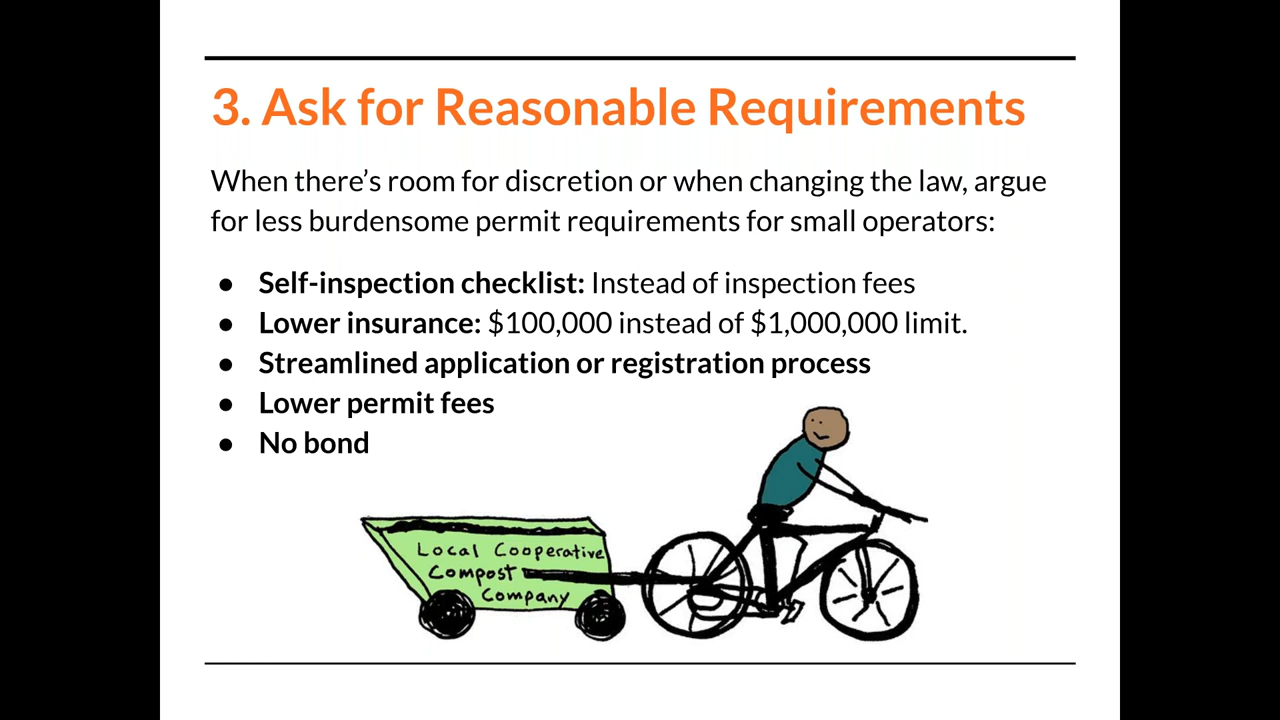 3. Ask for Reasonable Requirements
When there’s room for discretion or when changing the law, argue
for less burdensome permit requirements for small operators:
● Self-inspection checklist: Instead of inspection fees
● Lower insurance: $100,000 instead of $1,000,000 limit.
● Streamlined application or registration process
● Lower permit fees
● No bond
Local Cooperative
Compost
Company